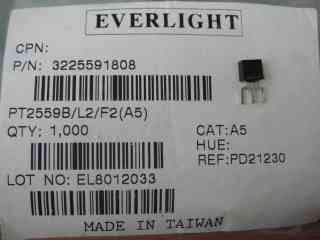 EVERLIGHT
CPN:
P/N: 3225591808
PT2559B/L2/F2(A5)
QTY: 1,000
CAT:A5
HUE:
REF:PD21230
LOT NO: EL8012033
MADE IN TAIWAN